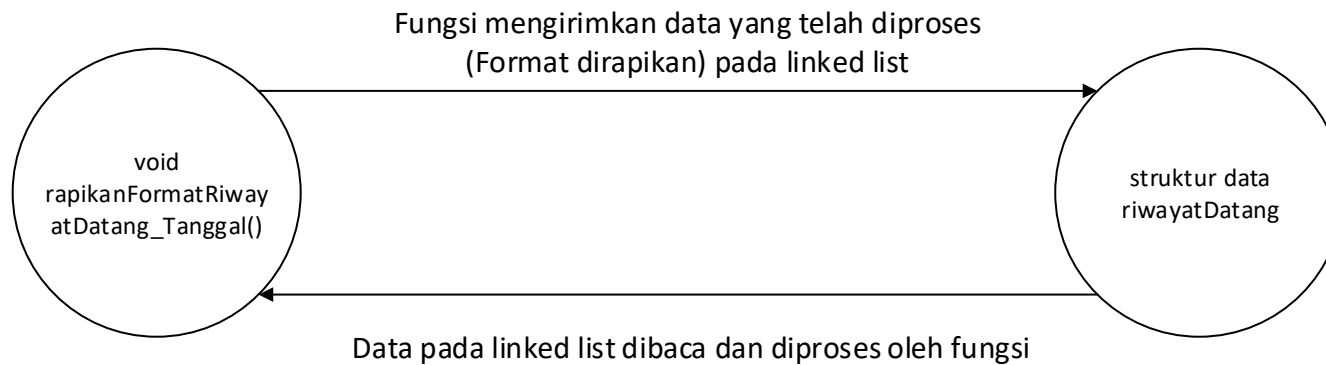 Fungsi mengirimkan data yang telah diproses
(Format dirapikan) pada linked list
void
rapikanFormatRiway
atDatang_Tanggal()
struktur data
riwayatDatang
Data pada linked list dibaca dan diproses oleh fungsi